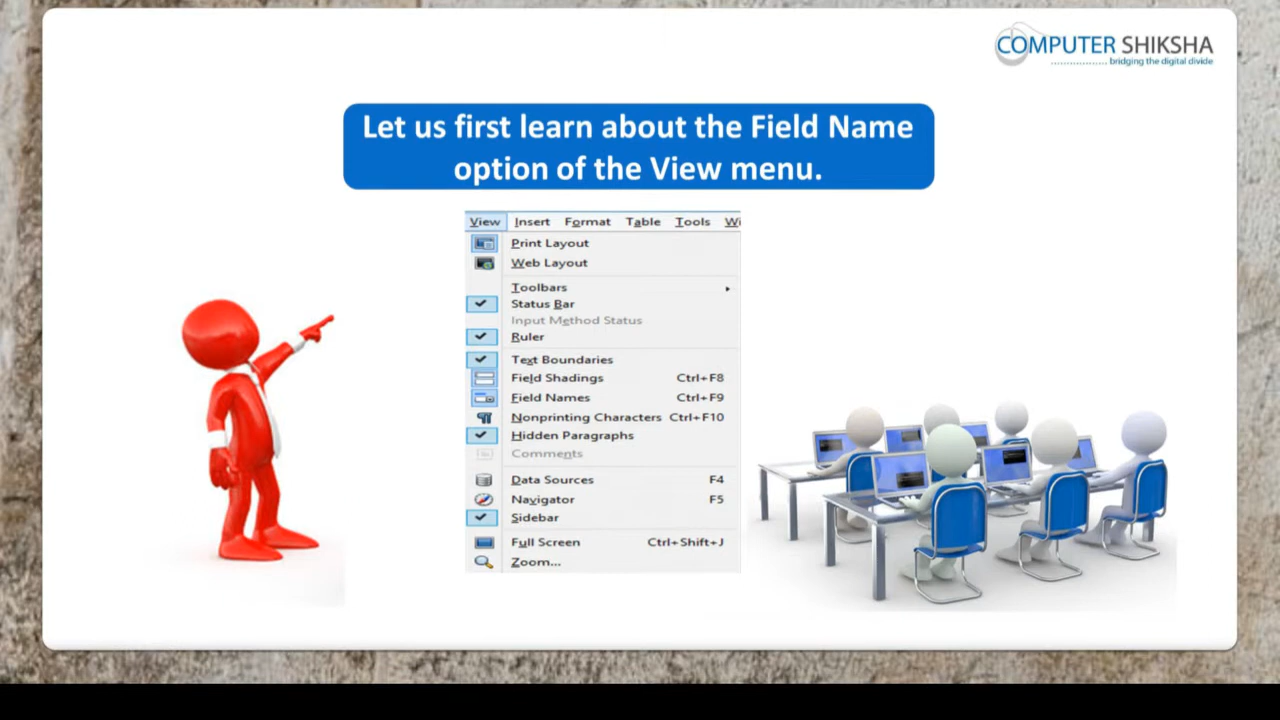 COMPUTER SHIKSHA
bridging the digital divide
Let us first learn about the Field Name
option of the View menu.
View Insert Format Table Tools Wi
Print Layout
Web Layout
Toolbars
Status Bar
Input Method Status
Ruler
Text Boundaries
Field Shadings Ctrl+F8
Field Names Ctrl+F9
Nonprinting Characters Ctrl+F10
Hidden Paragraphs
Comments
Data Sources F4
Navigator F5
Sidebar
Full Screen Ctrl+Shift+J
Zoom...